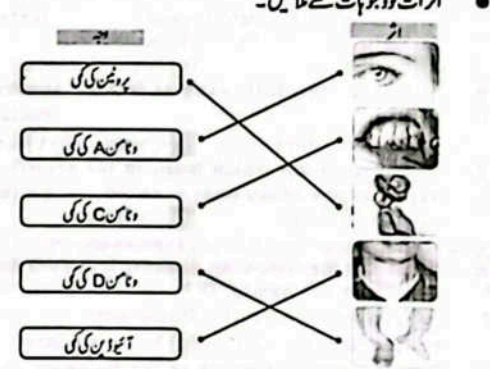 اثرات کو وجوہات سے ملائیں۔
اثر
وجہ
پروٹین کی کمی
وٹامن A کی کمی
وٹامن C کی کمی
وٹامن D کی کمی
آئیوڈین کی کمی